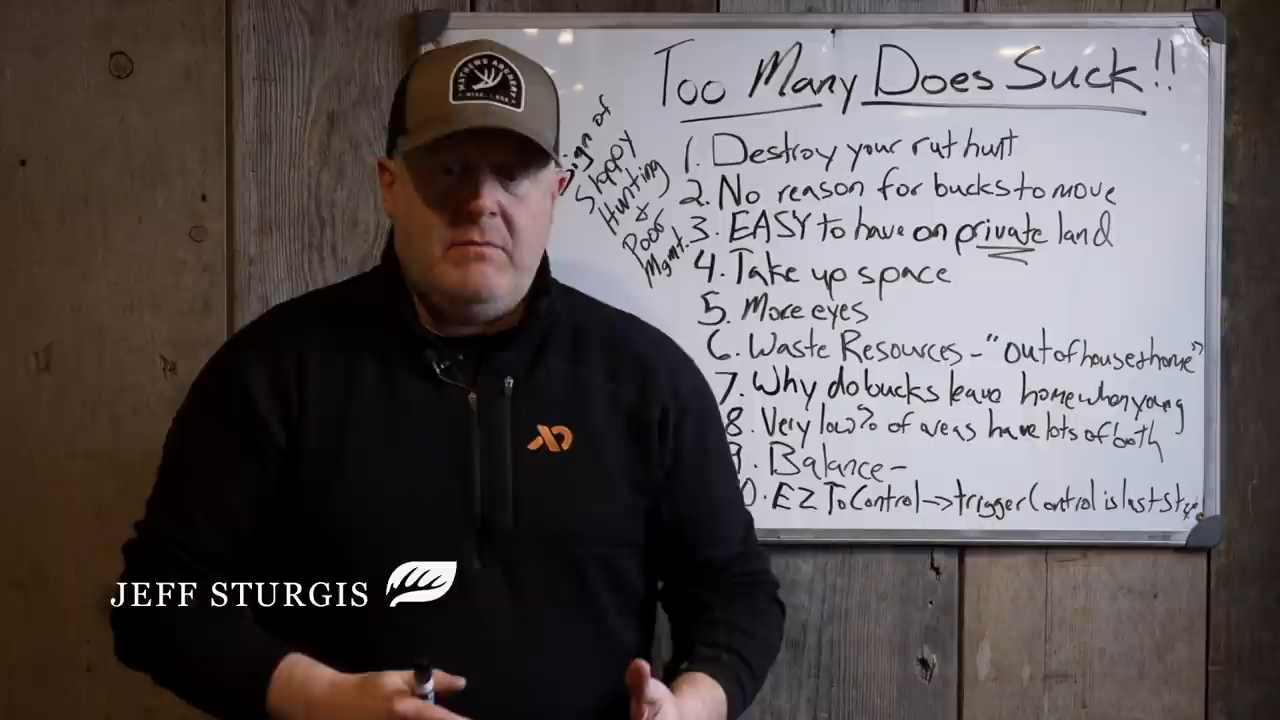 MATHEWS ARCHERY
Too Many Does Suck!!
Sign of
Sloppy
Hunting
+
Poor
Mgmt.
1. Destroy your rut hunt
2. No reason for bucks to move
3. EASY to have on private land
4. Take up space
5. More eyes
6. Waste Resources - "out of house & home"
7. Why do bucks leave home when young
8. Very low % of areas have lots of both
9. Balance -
10. EZ To Control → trigger Control is last
JEFF STURGIS